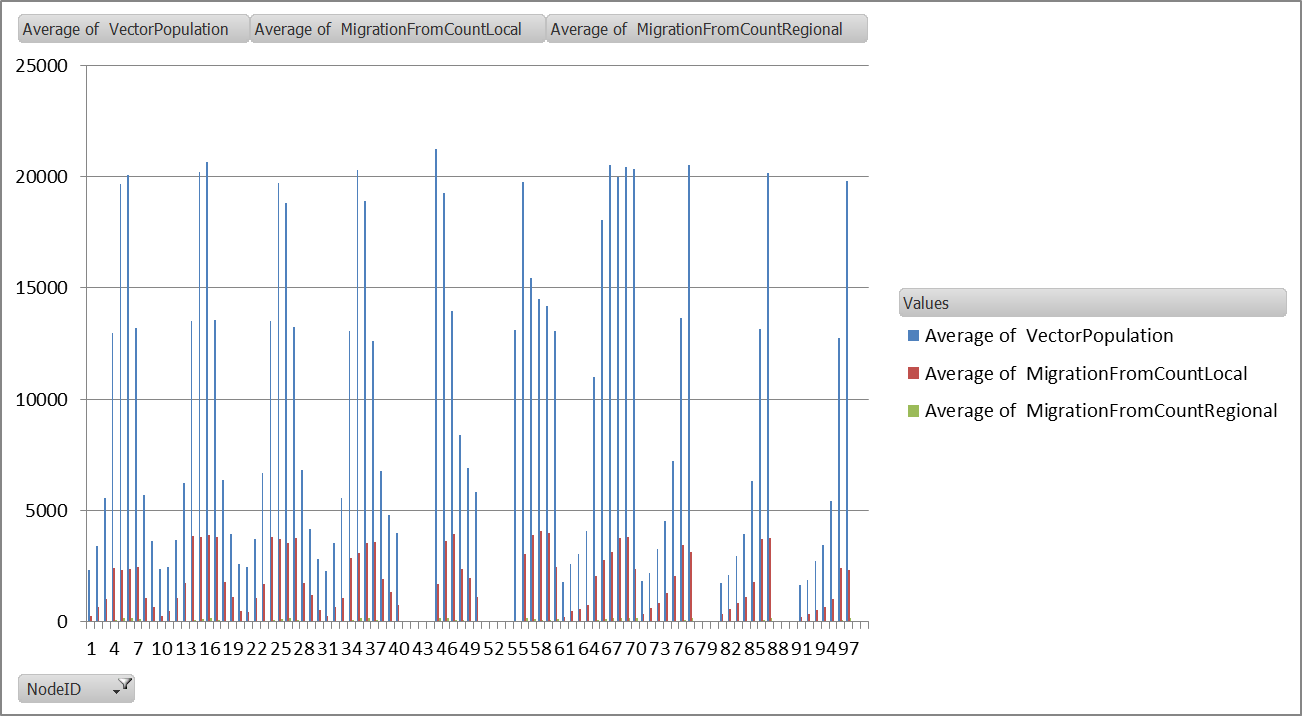 Average of  VectorPopulation Average of  MigrationFromCountLocal Average of  MigrationFromCountRegional
25000
20000
15000
10000
5000
0
1 4 7 10 13 16 19 22 25 28 31 34 37 40 43 46 49 52 55 58 61 64 67 70 73 76 79 82 85 88 91 94 97
Values
Average of  VectorPopulation
Average of  MigrationFromCountLocal
Average of  MigrationFromCountRegional
NodeID